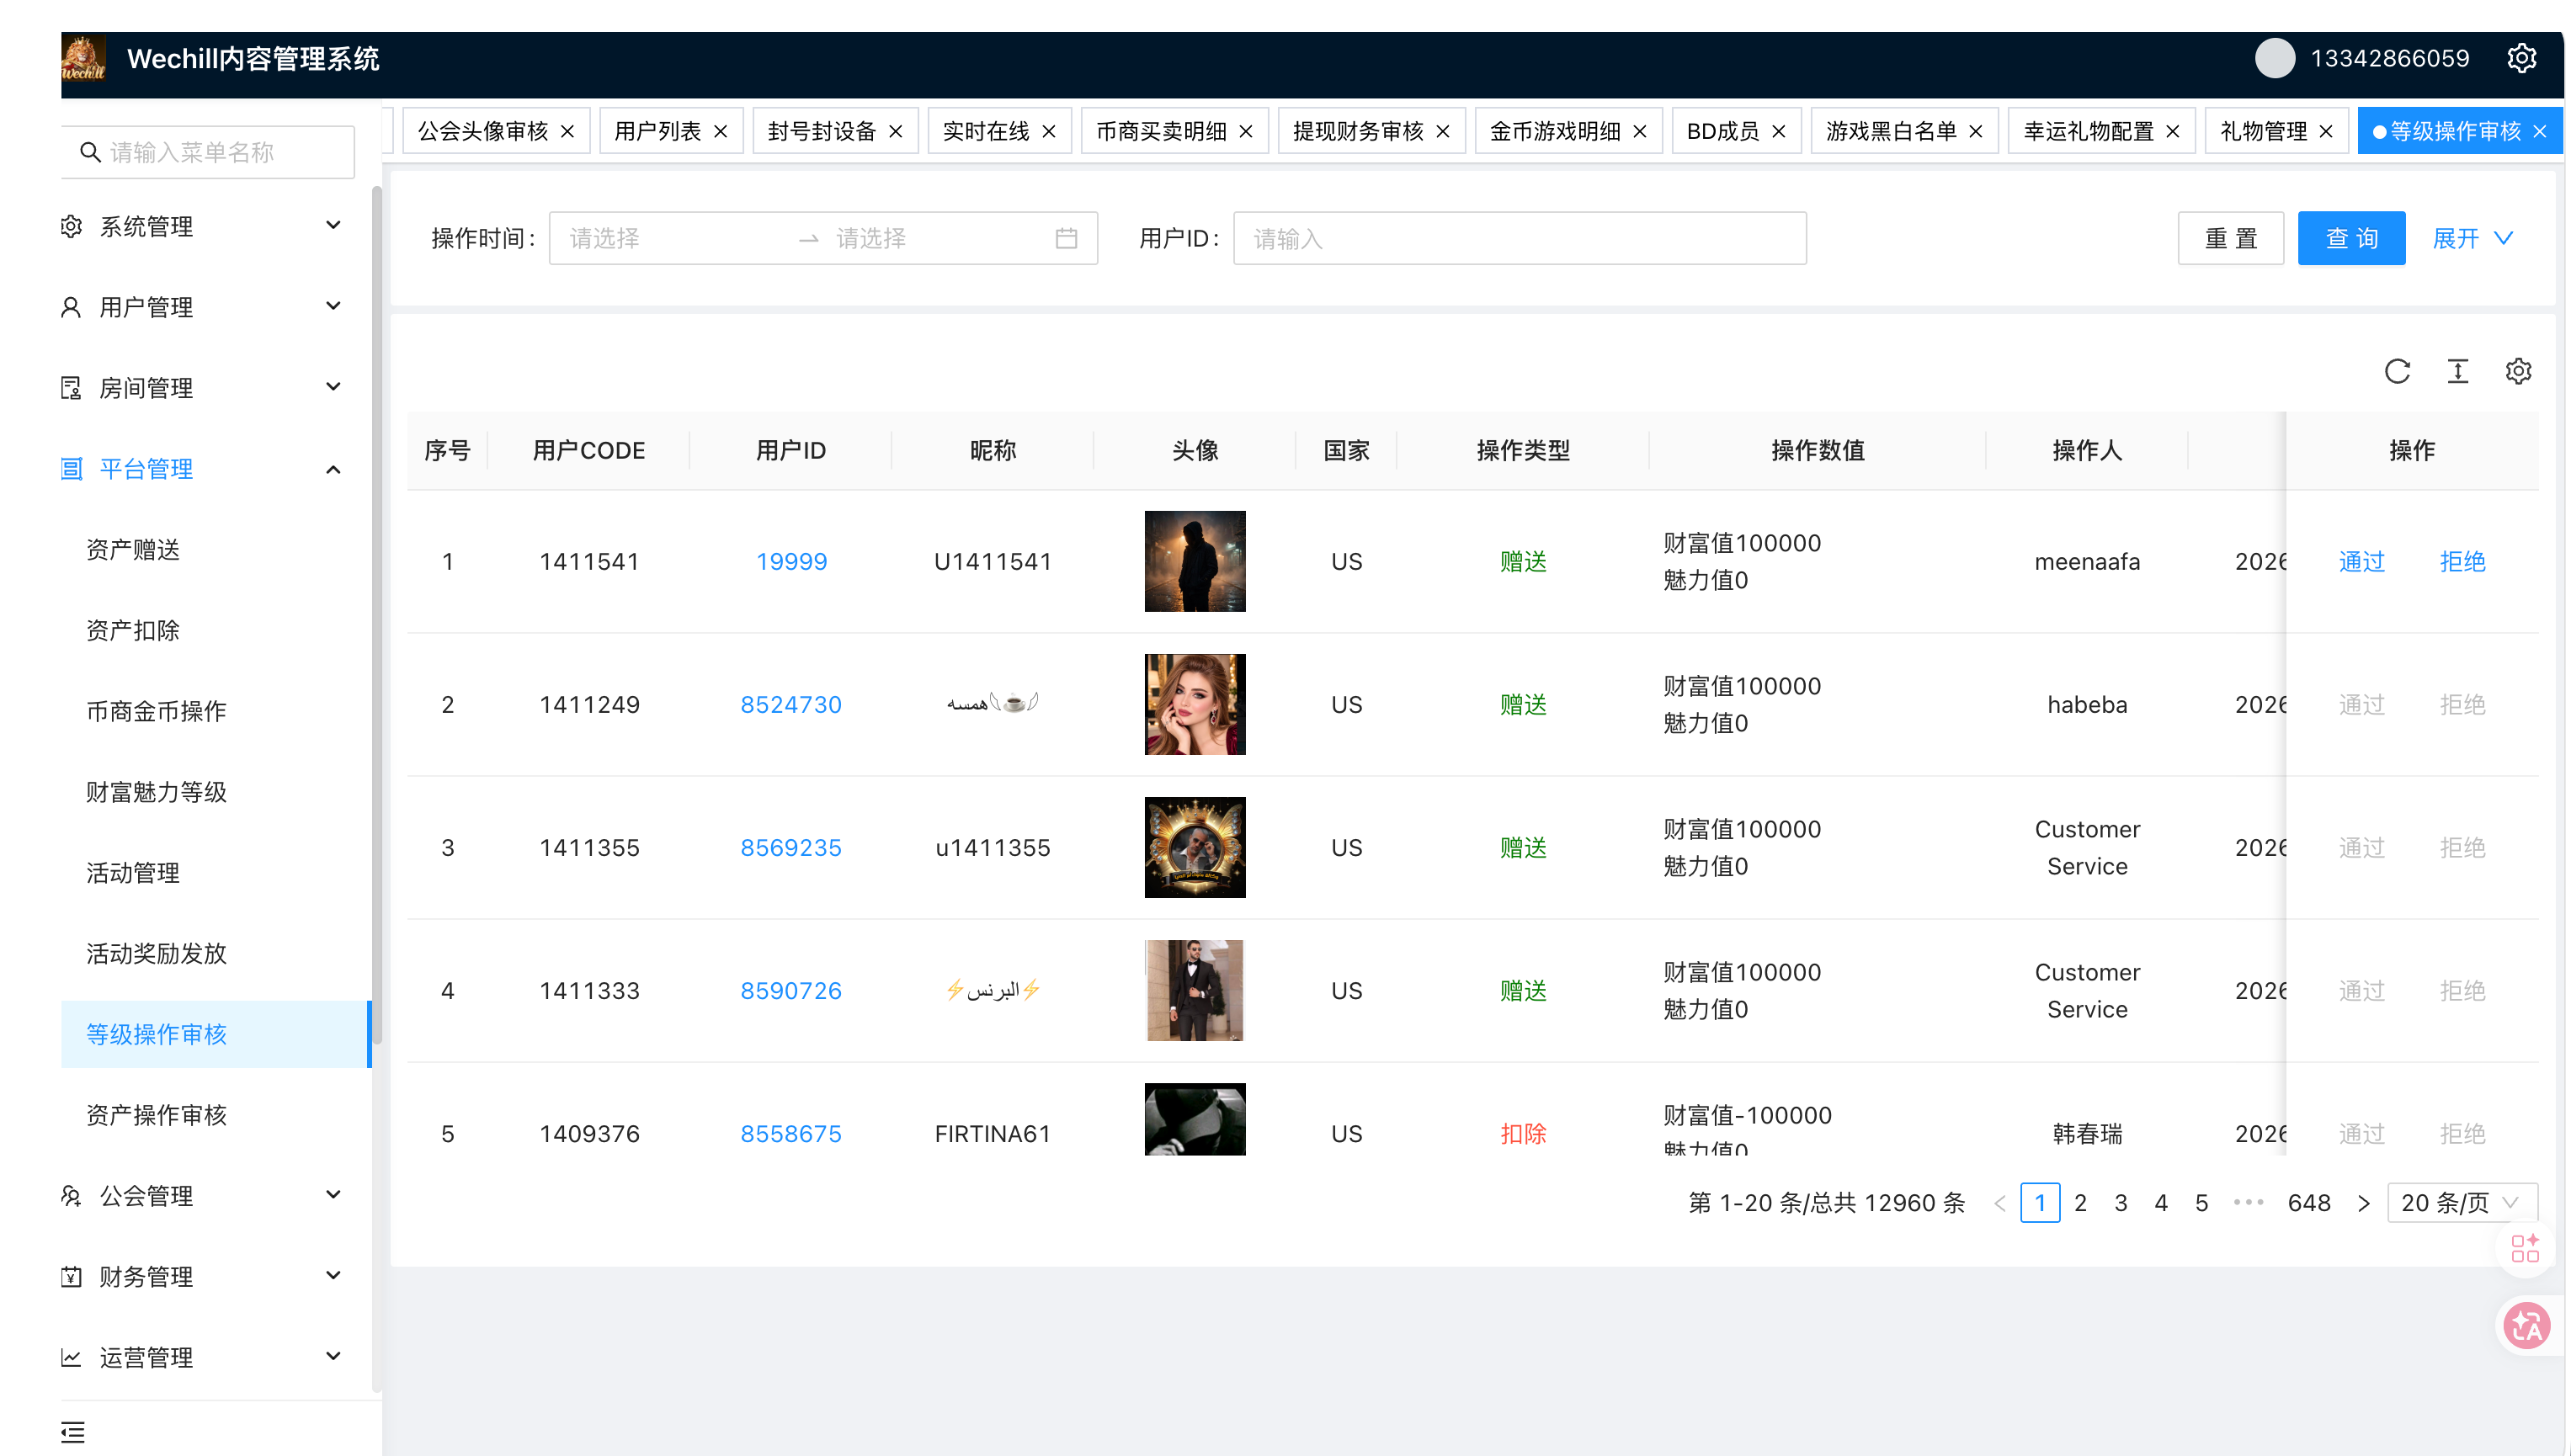 Wechill内容管理系统
13342866059
公会头像审核
用户列表
封号封设备
实时在线
币商买卖明细
提现财务审核
金币游戏明细
BD成员
游戏黑白名单
幸运礼物配置
礼物管理
等级操作审核
请输入菜单名称
系统管理
用户管理
房间管理
平台管理
资产赠送
资产扣除
币商金币操作
财富魅力等级
活动管理
活动奖励发放
等级操作审核
资产操作审核
公会管理
财务管理
运营管理
操作时间: 请选择 请选择
用户ID: 请输入
重置 查询 展开
序号 用户CODE 用户ID 昵称 头像 国家 操作类型 操作数值 操作人 操作
1 1411541 19999 U1411541 US 赠送 财富值100000 meenaafa 2026 通过 拒绝
魅力值0
2 1411249 8524730 همسه☕ US 赠送 财富值100000 habeba 2026 通过 拒绝
魅力值0
3 1411355 8569235 u1411355 US 赠送 财富值100000 Customer 2026 通过 拒绝
魅力值0 Service
4 1411333 8590726 ⚡البرنس⚡ US 赠送 财富值100000 Customer 2026 通过 拒绝
魅力值0 Service
5 1409376 8558675 FIRTINA61 US 扣除 财富值-100000 韩春瑞 2026 通过 拒绝
魅力值0
第 1-20 条/总共 12960 条 1 2 3 4 5 ••• 648 20 条/页